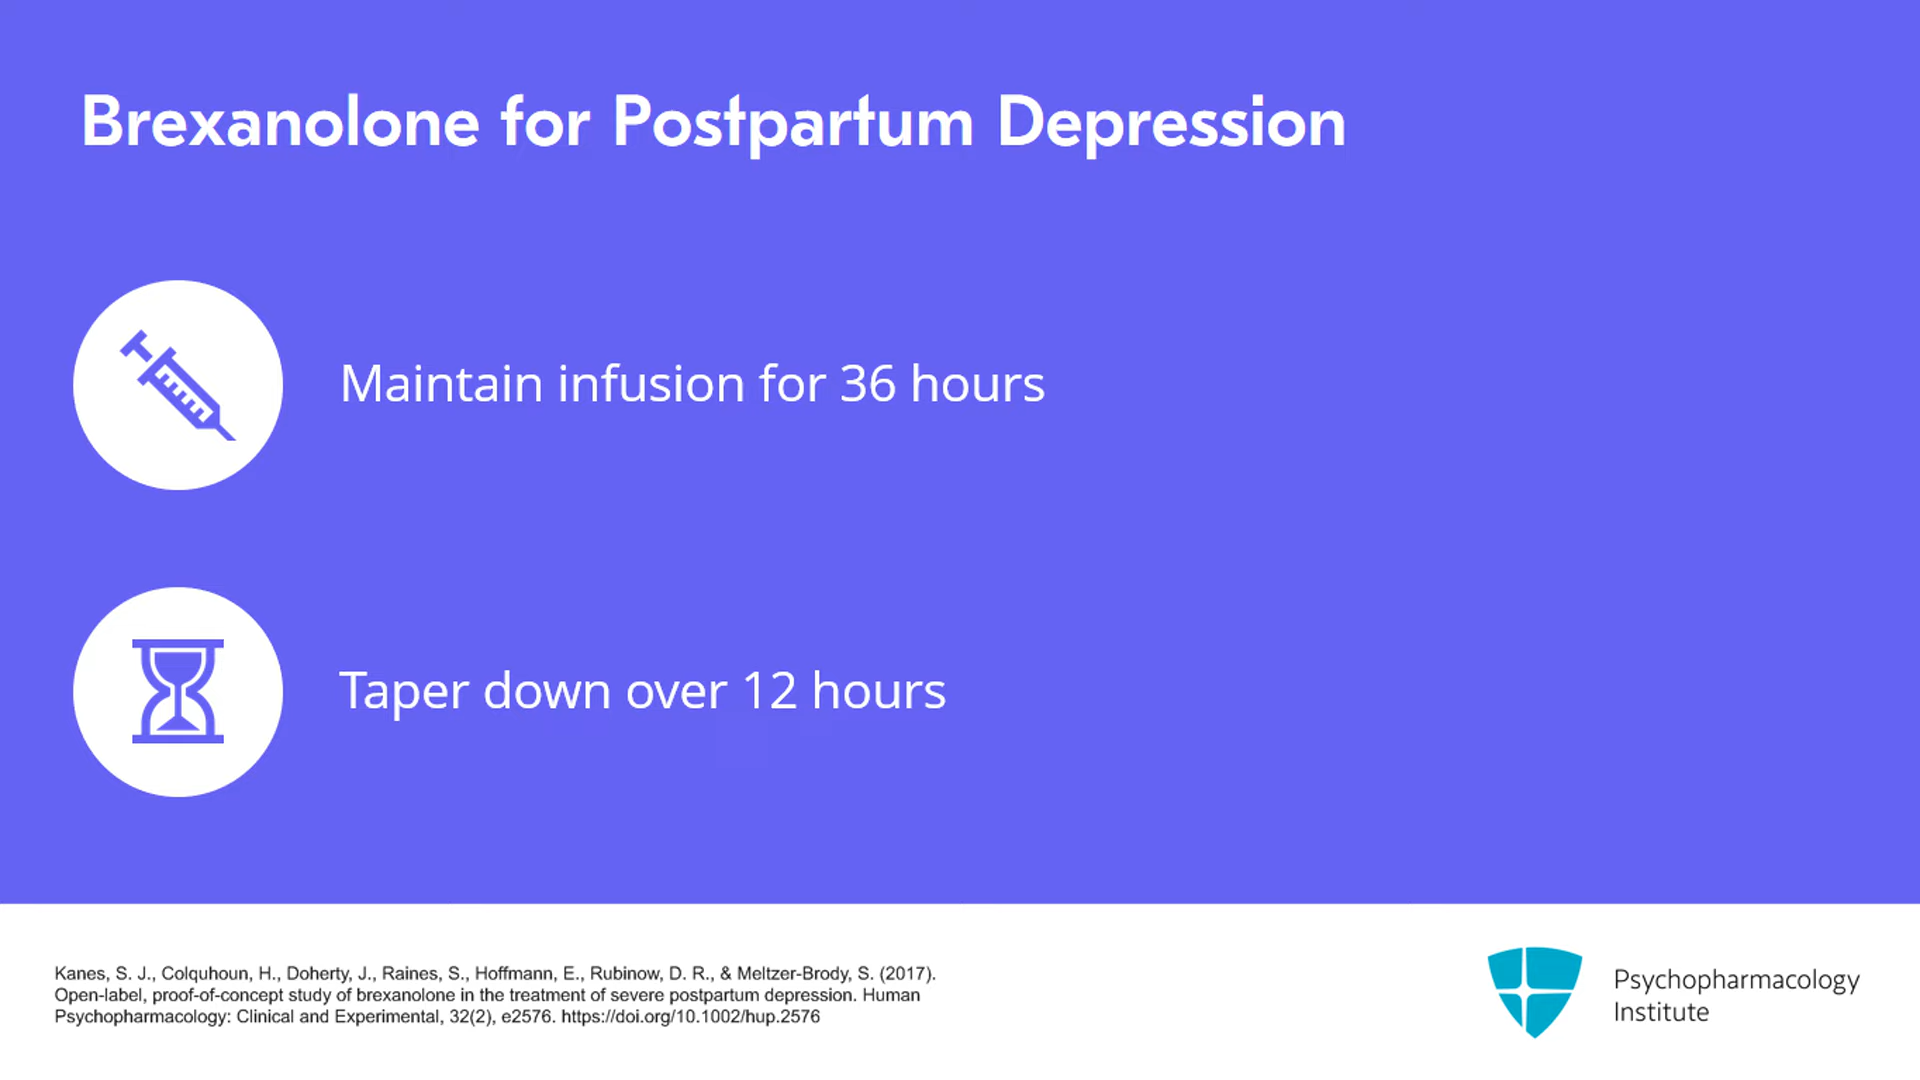 Brexanolone for Postpartum Depression
Maintain infusion for 36 hours
Taper down over 12 hours
Kanes, S. J., Colquhoun, H., Doherty, J., Raines, S., Hoffmann, E., Rubinow, D. R., & Meltzer-Brody, S. (2017).
Open-label, proof-of-concept study of brexanolone in the treatment of severe postpartum depression. Human
Psychopharmacology: Clinical and Experimental, 32(2), e2576. https://doi.org/10.1002/hup.2576
Psychopharmacology
Institute